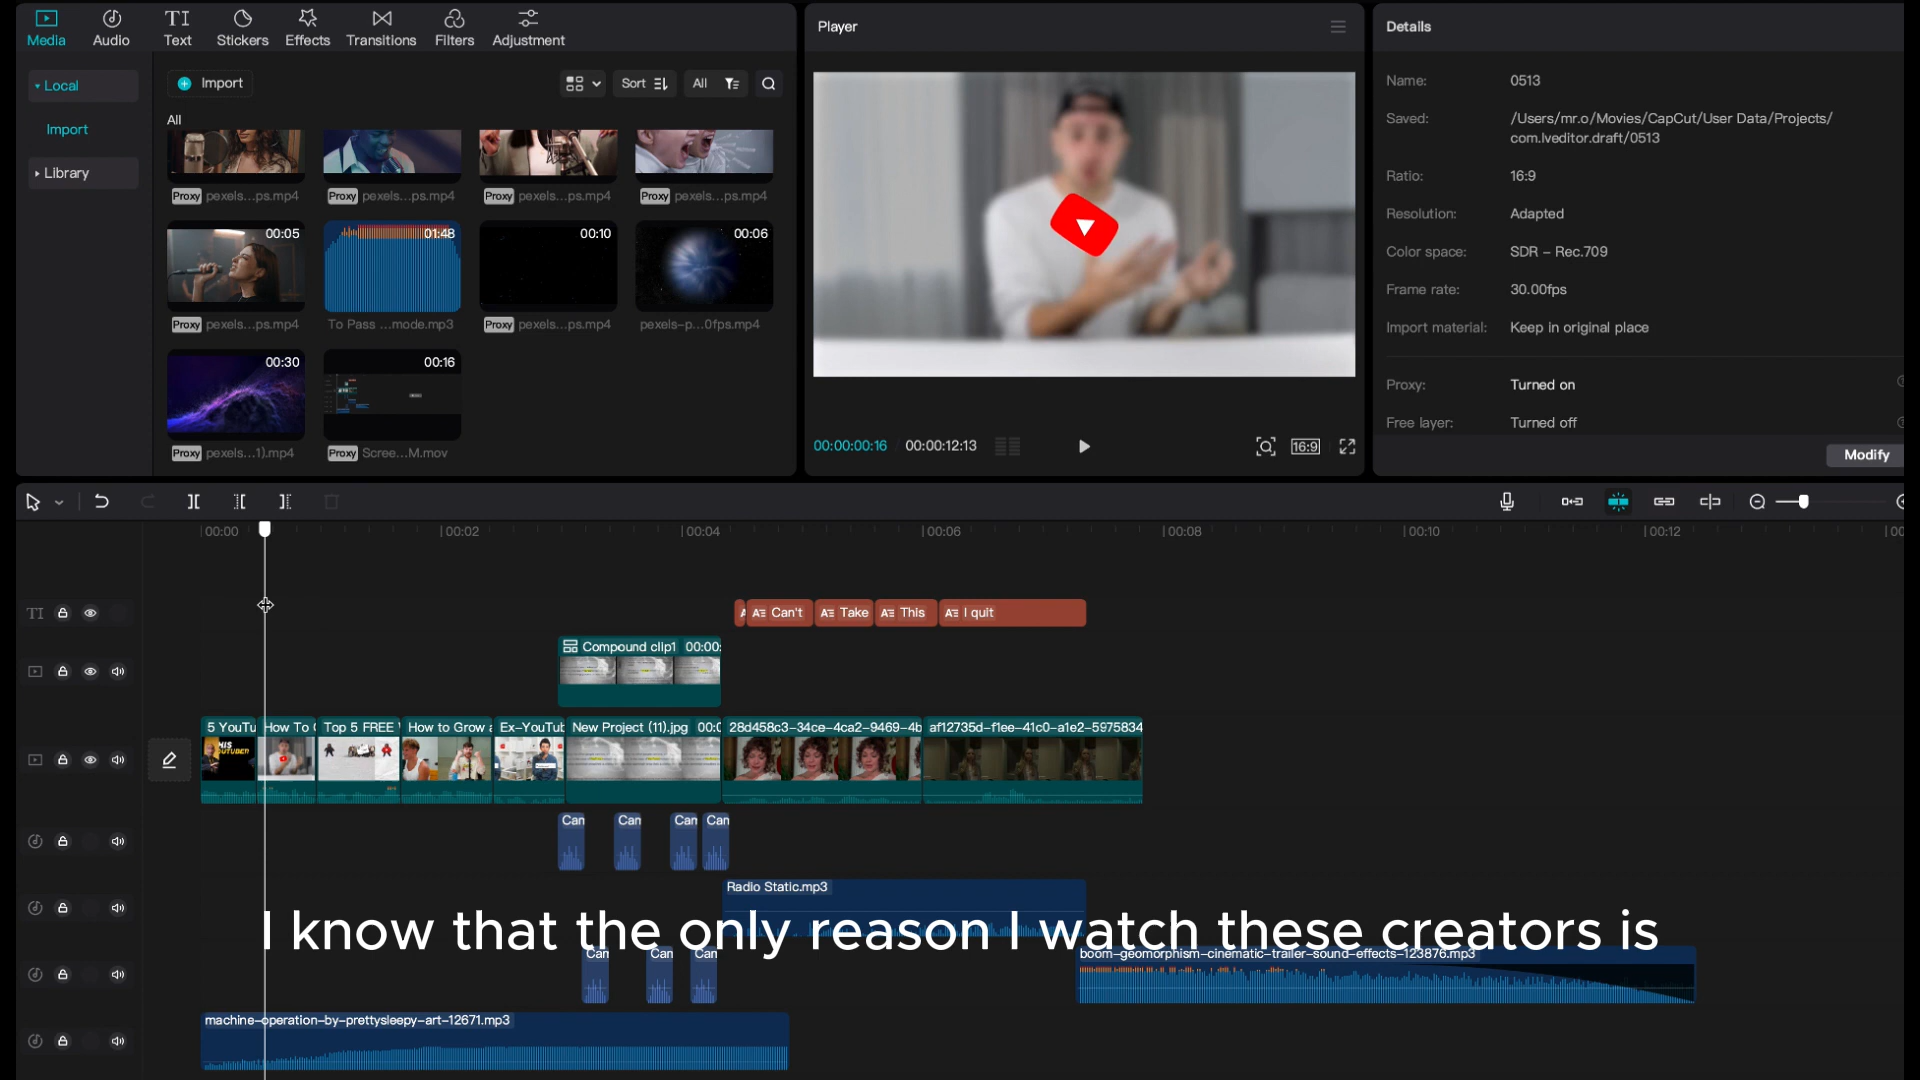 Media
Audio
Text
Stickers
Effects
Transitions
Filters
Adjustment
Local
Import
Library
Import
Sort
All
All
Proxy pexels...ps.mp4
Proxy pexels...ps.mp4
Proxy pexels...ps.mp4
Proxy pexels...ps.mp4
00:05
01:48
00:10
00:06
Proxy pexels...ps.mp4
To Pass ...mode.mp3
Proxy pexels...ps.mp4
pexels-p...0fps.mp4
00:30
00:16
Proxy pexels...1).mp4
Proxy Scree...M.mov
Player
00:00:00:16 00:00:12:13
16:9
Details
Name: 0513
Saved: /Users/mr.o/Movies/CapCut/User Data/Projects/
com.lveditor.draft/0513
Ratio: 16:9
Resolution: Adapted
Color space: SDR – Rec.709
Frame rate: 30.00fps
Import material: Keep in original place
Proxy: Turned on
Free layer: Turned off
Modify
00:00 00:02 00:04 00:06 00:08 00:10 00:12 00
TI
Can't
Take
This
I quit
Compound clip1 00:00:
5 YouTu
How To
Top 5 FREE
How to Grow
Ex-YouTub
New Project (11).jpg 00:0
28d458c3-34ce-4ca2-9469-4b
af12735d-f1ee-41c0-a1e2-5975834
Cam
Cam
Cam
Cam
Radio Static.mp3
I know that the only reason I watch these creators is
Cam
Cam
Cam
boom-geomorphism-cinematic-trailer-sound-effects-123876.mp3
machine-operation-by-prettysleepy-art-12671.mp3